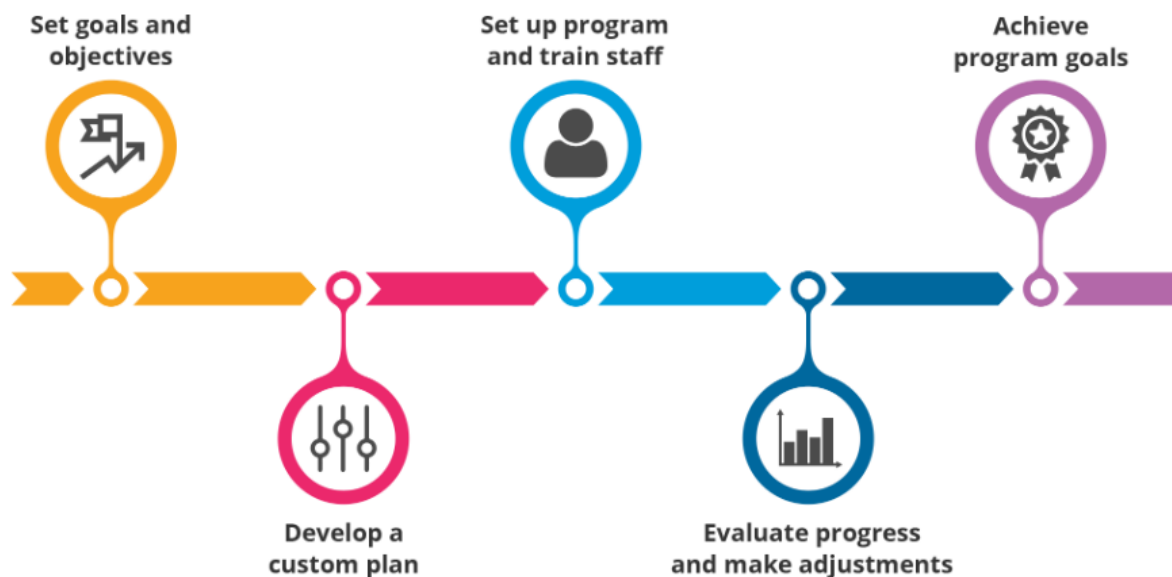 Set goals and
objectives
Develop a
custom plan
Set up program
and train staff
Evaluate progress
and make adjustments
Achieve
program goals